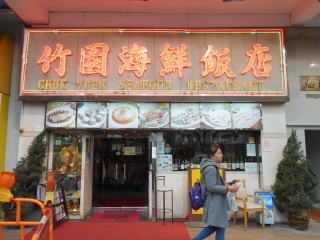 竹園海鮮飯店
CHUK YUEN SEAFOOD RESTAURANT